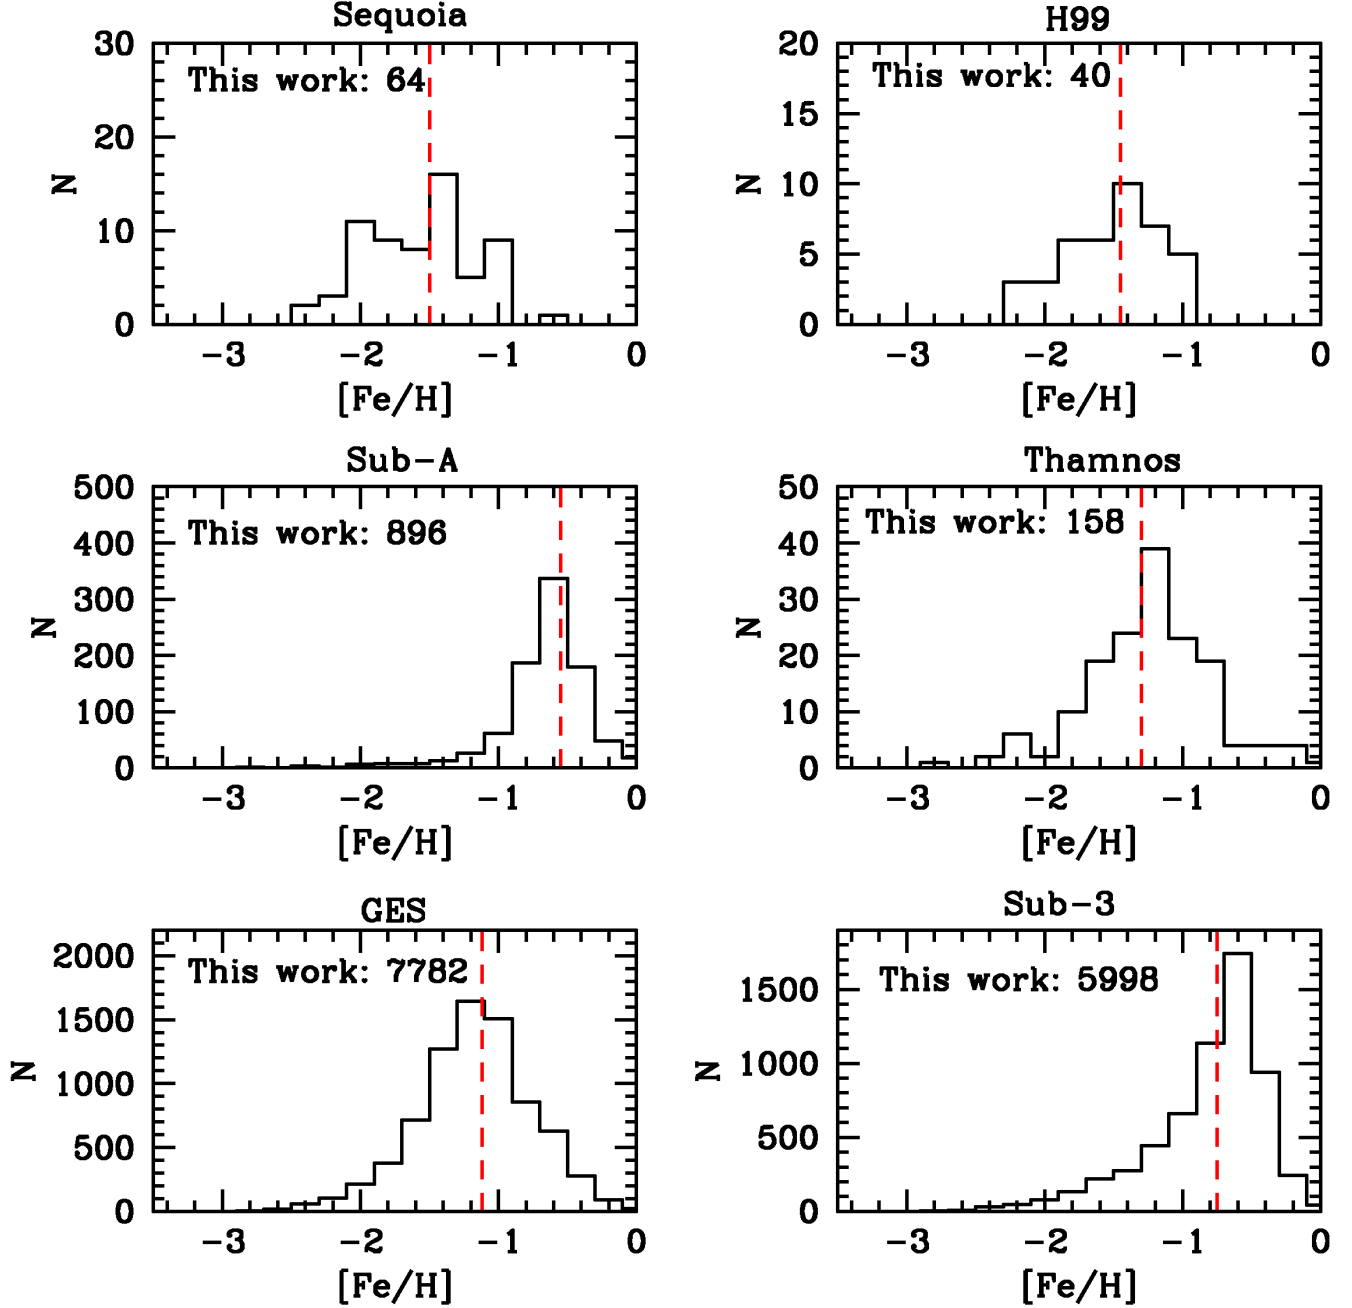 Sequoia
30
20
10
0
N
This work: 64
-3 -2 -1 0
[Fe/H]
H99
20
15
10
5
0
N
This work: 40
-3 -2 -1 0
[Fe/H]
Sub-A
500
400
300
200
100
0
N
This work: 896
-3 -2 -1 0
[Fe/H]
Thamnos
50
40
30
20
10
0
N
This work: 158
-3 -2 -1 0
[Fe/H]
GES
2000
1500
1000
500
0
N
This work: 7782
-3 -2 -1 0
[Fe/H]
Sub-3
1500
1000
500
0
N
This work: 5998
-3 -2 -1 0
[Fe/H]